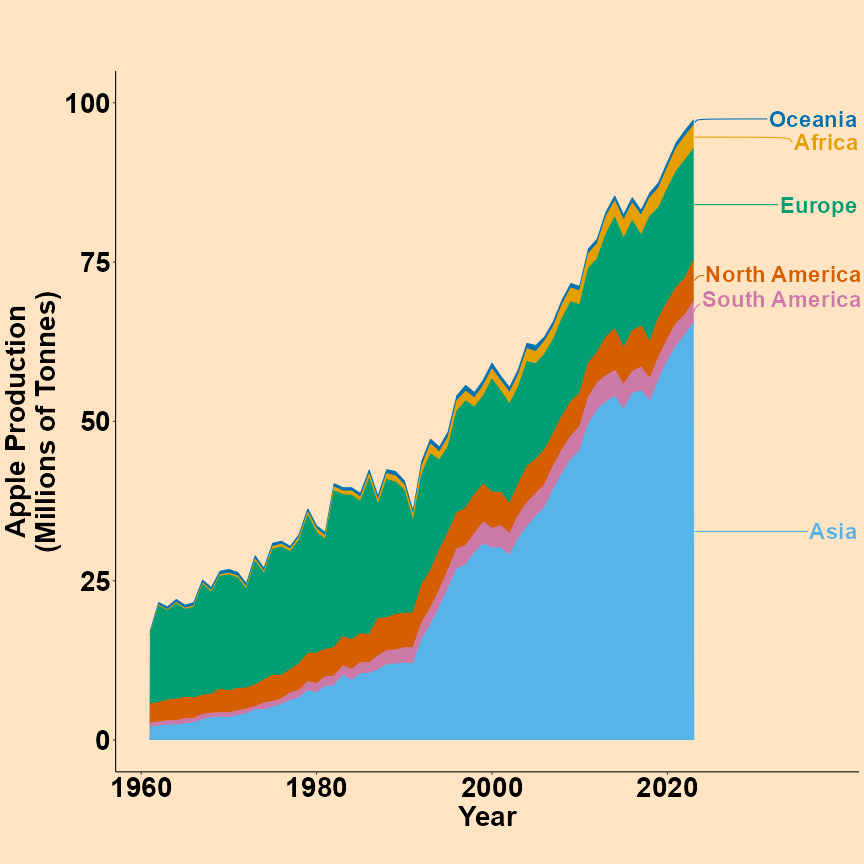 100
75
50
25
0
Apple Production
(Millions of Tonnes)
1960
1980
2000
2020
Year
Oceania
Africa
Europe
North America
South America
Asia